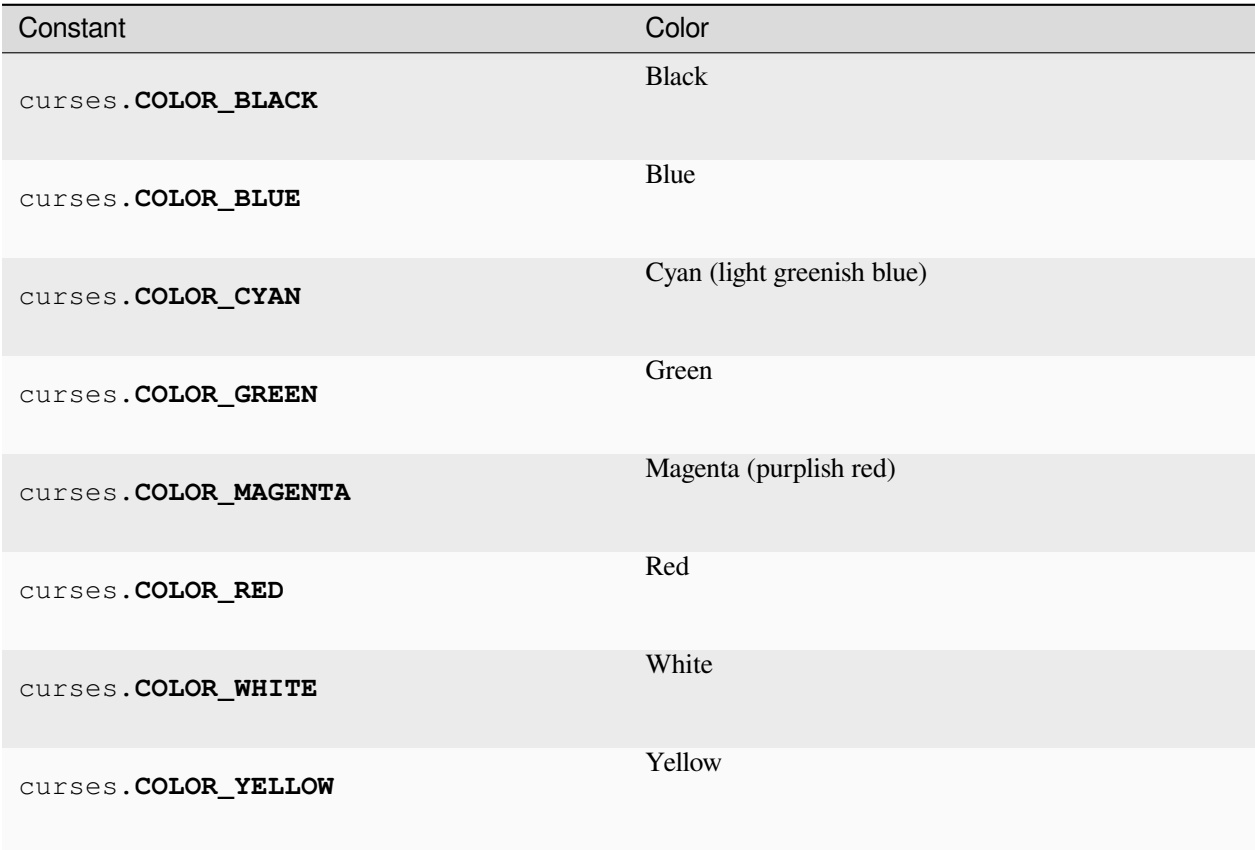 Constant Color
curses.COLOR_BLACK Black
curses.COLOR_BLUE Blue
curses.COLOR_CYAN Cyan (light greenish blue)
curses.COLOR_GREEN Green
curses.COLOR_MAGENTA Magenta (purplish red)
curses.COLOR_RED Red
curses.COLOR_WHITE White
curses.COLOR_YELLOW Yellow